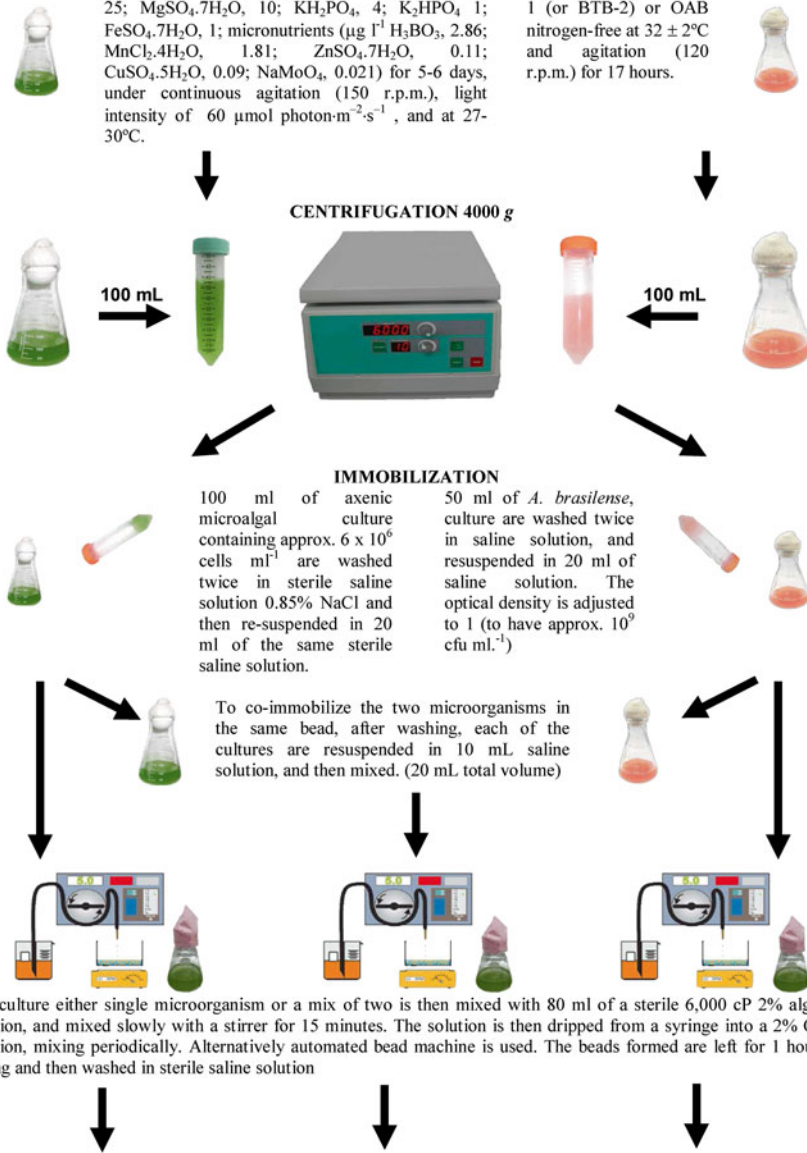 25; MgSO₄.7H₂O, 10; KH₂PO₄, 4; K₂HPO₄ 1;
FeSO₄.7H₂O, 1; micronutrients (µg l⁻¹ H₃BO₃, 2.86;
MnCl₂.4H₂O, 1.81; ZnSO₄.7H₂O, 0.11;
CuSO₄.5H₂O, 0.09; NaMoO₄, 0.021) for 5-6 days,
under continuous agitation (150 r.p.m.), light
intensity of 60 µmol photon·m⁻²·s⁻¹ , and at 27-
30ºC.
1 (or BTB-2) or OAB
nitrogen-free at 32 ± 2ºC
and agitation (120
r.p.m.) for 17 hours.
CENTRIFUGATION 4000 g
100 mL
6000
10
100 mL
IMMOBILIZATION
100 ml of axenic
microalgal culture
containing approx. 6 x 10⁶
cells ml⁻¹ are washed
twice in sterile saline
solution 0.85% NaCl and
then re-suspended in 20
ml of the same sterile
saline solution.
50 ml of A. brasilense,
culture are washed twice
in saline solution, and
resuspended in 20 ml of
saline solution. The
optical density is adjusted
to 1 (to have approx. 10⁹
cfu ml.⁻¹)
To co-immobilize the two microorganisms in
the same bead, after washing, each of the
cultures are resuspended in 10 mL saline
solution, and then mixed. (20 mL total volume)
5.0
5.0
5.0
culture either single microorganism or a mix of two is then mixed with 80 ml of a sterile 6,000 cP 2% alg
ion, and mixed slowly with a stirrer for 15 minutes. The solution is then dripped from a syringe into a 2% C
ion, mixing periodically. Alternatively automated bead machine is used. The beads formed are left for 1 hou
ng and then washed in sterile saline solution